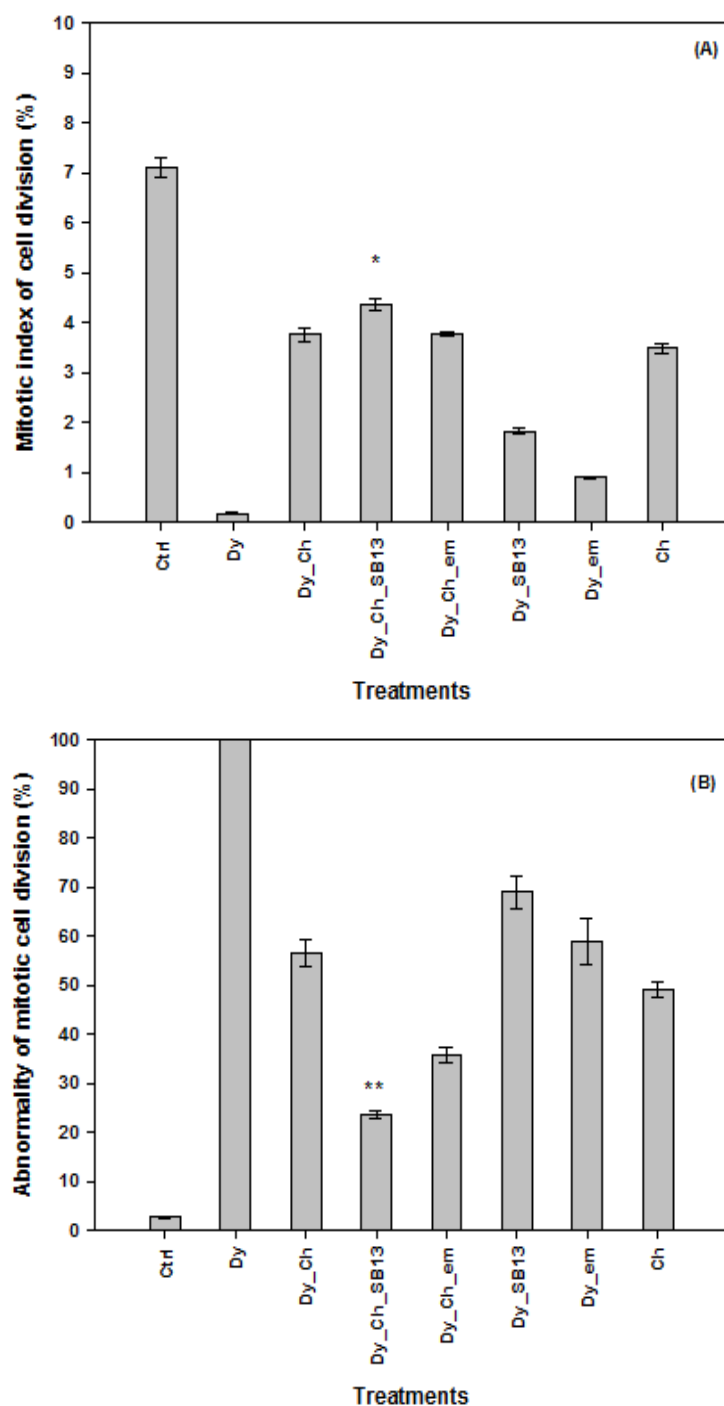 (A)
Mitotic index of cell division (%)
10
9
8
7
6
5
4
3
2
1
0
*
Ctrl
Dy
Dy_Ch
Dy_Ch_SB13
Dy_Ch_em
Dy_SB13
Dy_em
Ch
Treatments
(B)
Abnormality of mitotic cell division (%)
100
90
80
70
60
50
40
30
20
10
0
**
Ctrl
Dy
Dy_Ch
Dy_Ch_SB13
Dy_Ch_em
Dy_SB13
Dy_em
Ch
Treatments